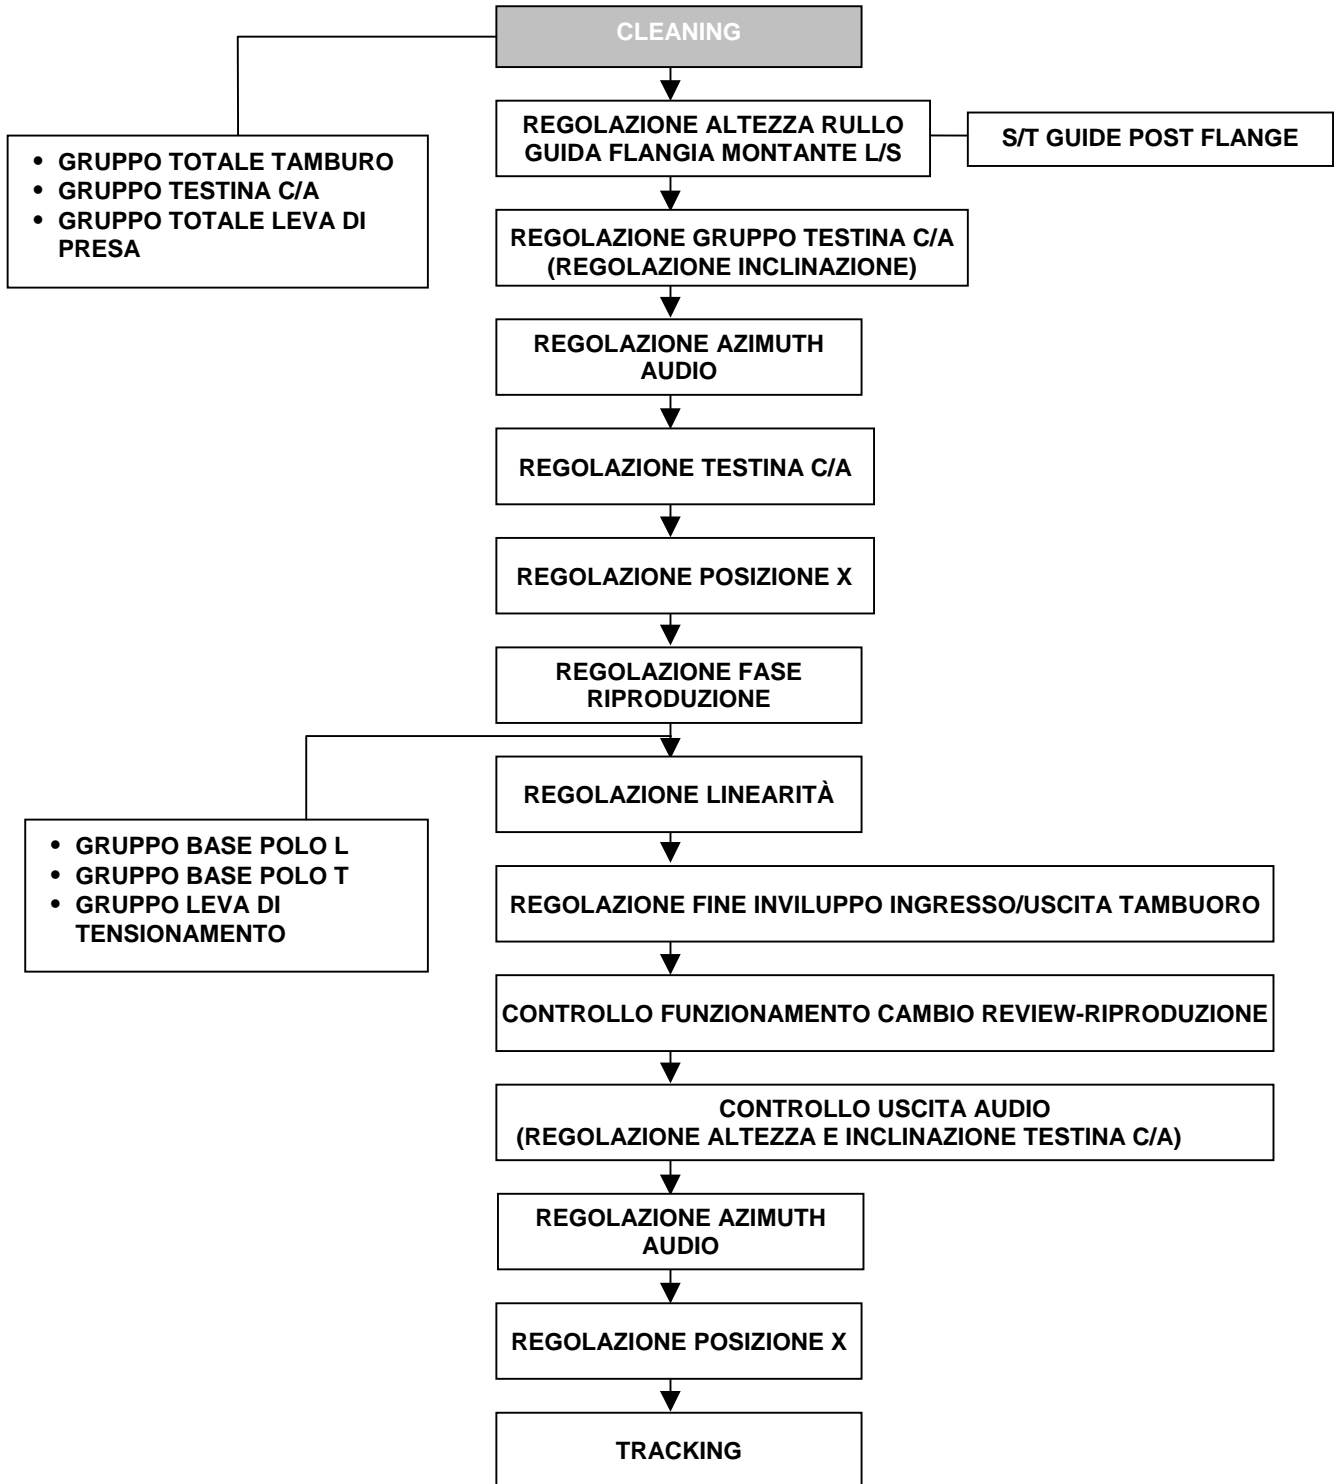 CLEANING
REGOLAZIONE ALTEZZA RULLO
GUIDA FLANGIA MONTANTE L/S
S/T GUIDE POST FLANGE
• GRUPPO TOTALE TAMBURO
• GRUPPO TESTINA C/A
• GRUPPO TOTALE LEVA DI
PRESA
REGOLAZIONE GRUPPO TESTINA C/A
(REGOLAZIONE INCLINAZIONE)
REGOLAZIONE AZIMUTH
AUDIO
REGOLAZIONE TESTINA C/A
REGOLAZIONE POSIZIONE X
REGOLAZIONE FASE
RIPRODUZIONE
REGOLAZIONE LINEARITÀ
• GRUPPO BASE POLO L
• GRUPPO BASE POLO T
• GRUPPO LEVA DI
TENSIONAMENTO
REGOLAZIONE FINE INVILUPPO INGRESSO/USCITA TAMBUORO
CONTROLLO FUNZIONAMENTO CAMBIO REVIEW-RIPRODUZIONE
CONTROLLO USCITA AUDIO
(REGOLAZIONE ALTEZZA E INCLINAZIONE TESTINA C/A)
REGOLAZIONE AZIMUTH
AUDIO
REGOLAZIONE POSIZIONE X
TRACKING